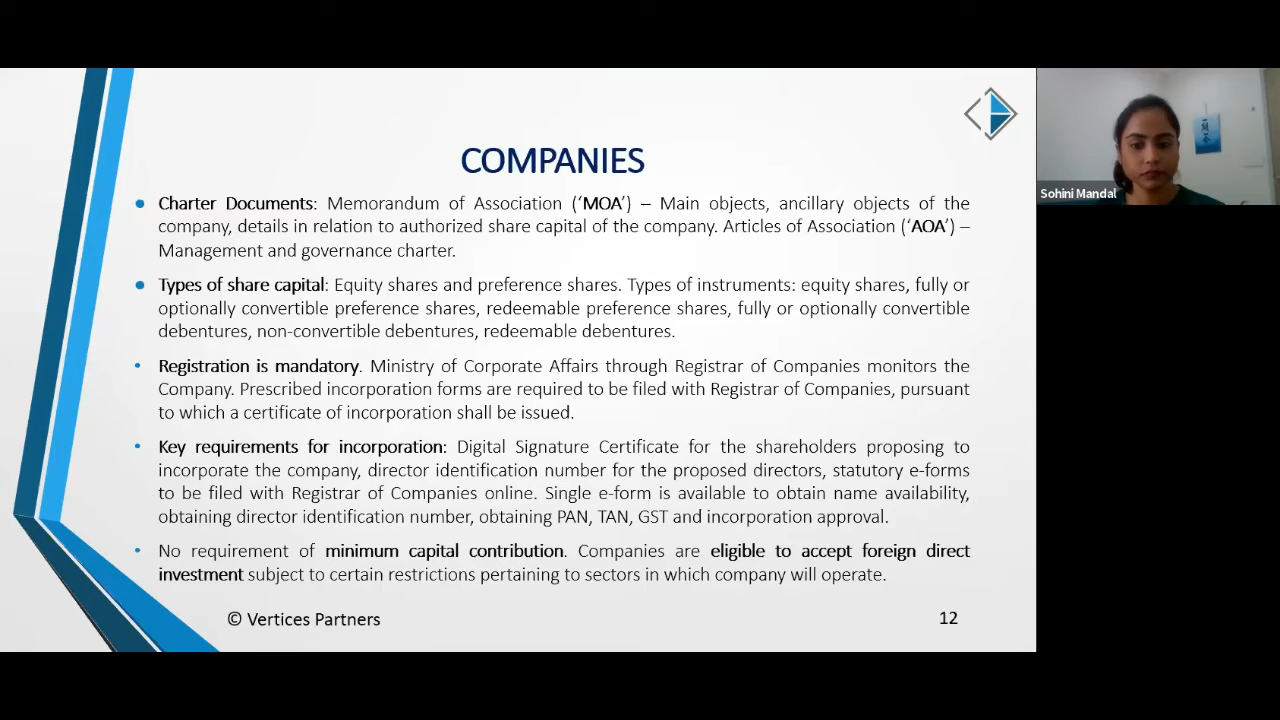 COMPANIES
Charter Documents: Memorandum of Association (‘MOA’) – Main objects, ancillary objects of the
company, details in relation to authorized share capital of the company. Articles of Association (‘AOA’) –
Management and governance charter.
Types of share capital: Equity shares and preference shares. Types of instruments: equity shares, fully or
optionally convertible preference shares, redeemable preference shares, fully or optionally convertible
debentures, non-convertible debentures, redeemable debentures.
Registration is mandatory. Ministry of Corporate Affairs through Registrar of Companies monitors the
Company. Prescribed incorporation forms are required to be filed with Registrar of Companies, pursuant
to which a certificate of incorporation shall be issued.
Key requirements for incorporation: Digital Signature Certificate for the shareholders proposing to
incorporate the company, director identification number for the proposed directors, statutory e-forms
to be filed with Registrar of Companies online. Single e-form is available to obtain name availability,
obtaining director identification number, obtaining PAN, TAN, GST and incorporation approval.
No requirement of minimum capital contribution. Companies are eligible to accept foreign direct
investment subject to certain restrictions pertaining to sectors in which company will operate.
© Vertices Partners
12
Sohini Mandal